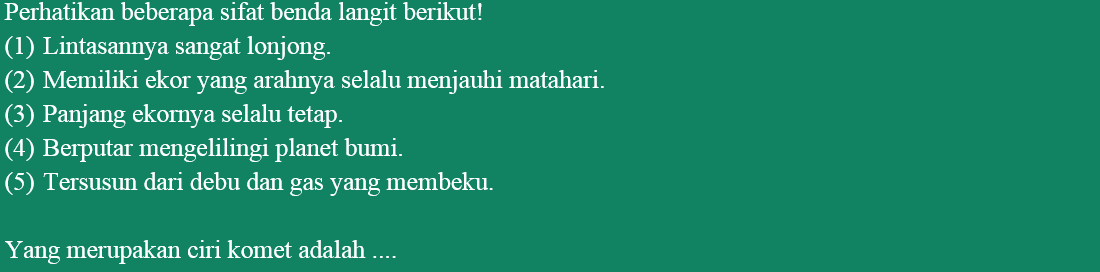 Perhatikan beberapa sifat benda langit berikut!
(1) Lintasannya sangat lonjong.
(2) Memiliki ekor yang arahnya selalu menjauhi matahari.
(3) Panjang ekornya selalu tetap.
(4) Berputar mengelilingi planet bumi.
(5) Tersusun dari debu dan gas yang membeku.
Yang merupakan ciri komet adalah ....